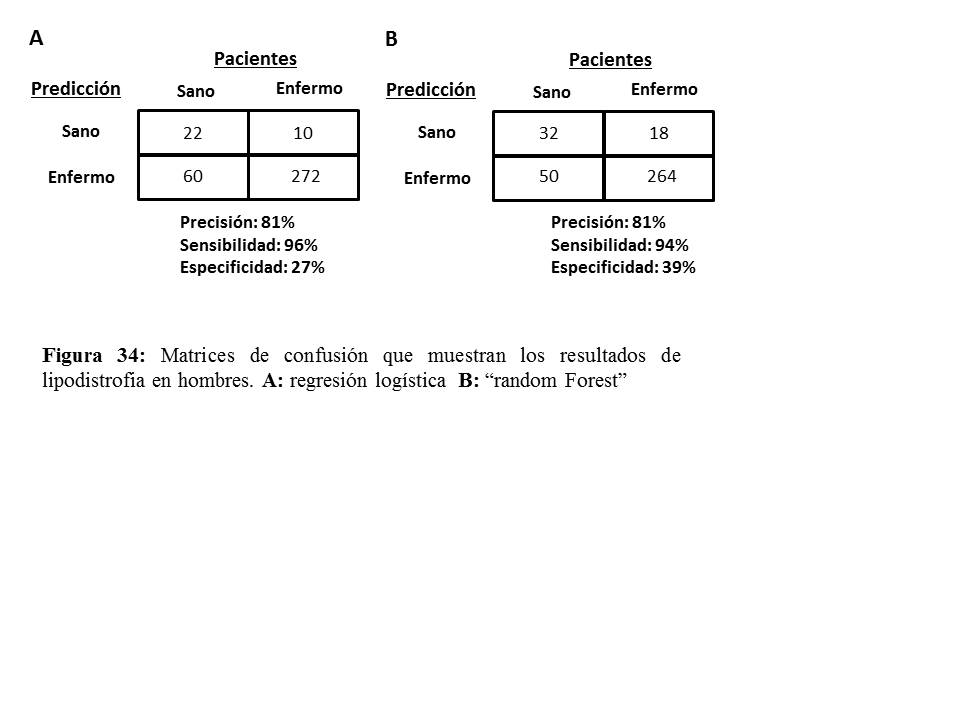 A
Pacientes
Predicción
Sano Enfermo
Sano 22 10
Enfermo 60 272
Precisión: 81%
Sensibilidad: 96%
Especificidad: 27%
B
Pacientes
Predicción
Sano Enfermo
Sano 32 18
Enfermo 50 264
Precisión: 81%
Sensibilidad: 94%
Especificidad: 39%
Figura 34: Matrices de confusión que muestran los resultados de
lipodistrofia en hombres. A: regresión logística B: “random Forest”